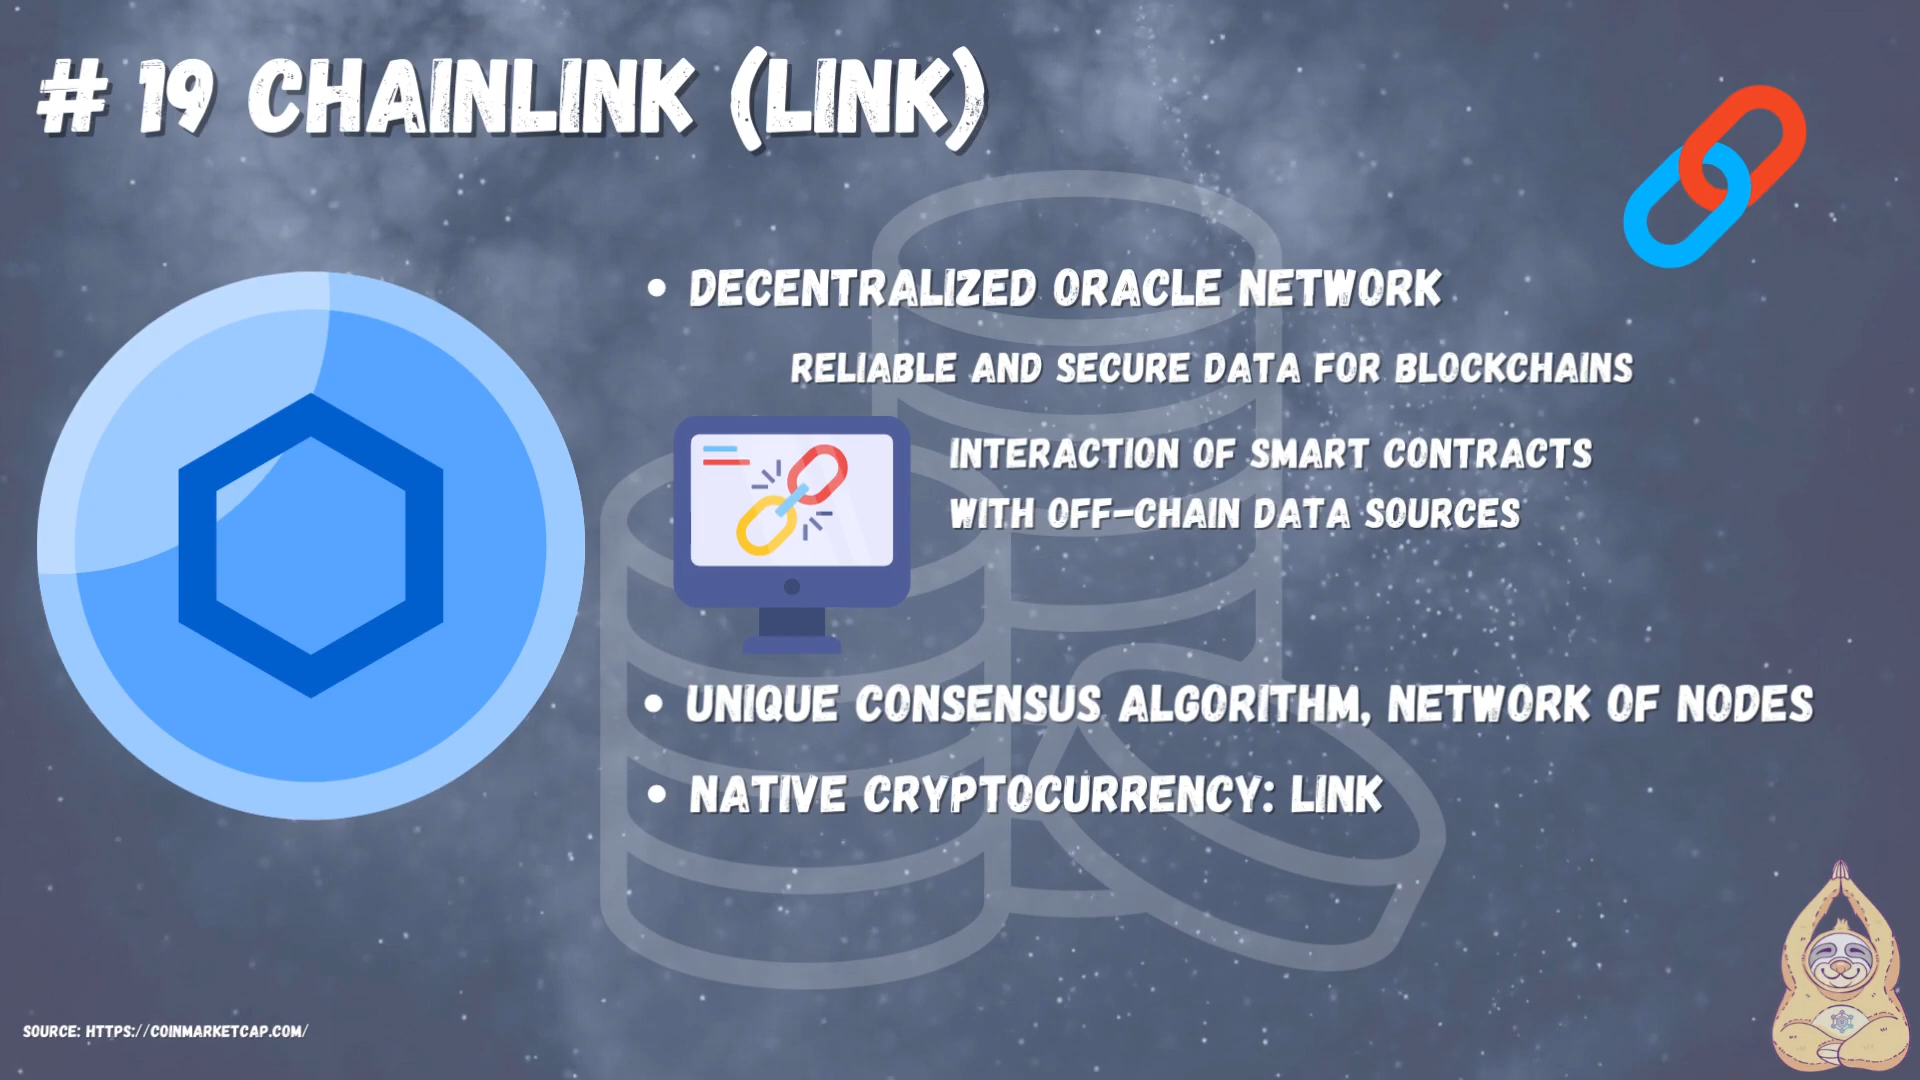 # 19 CHAINLINK (LINK)
• DECENTRALIZED ORACLE NETWORK
RELIABLE AND SECURE DATA FOR BLOCKCHAINS
INTERACTION OF SMART CONTRACTS
WITH OFF-CHAIN DATA SOURCES
• UNIQUE CONSENSUS ALGORITHM, NETWORK OF NODES
• NATIVE CRYPTOCURRENCY: LINK
SOURCE: HTTPS://COINMARKETCAP.COM/